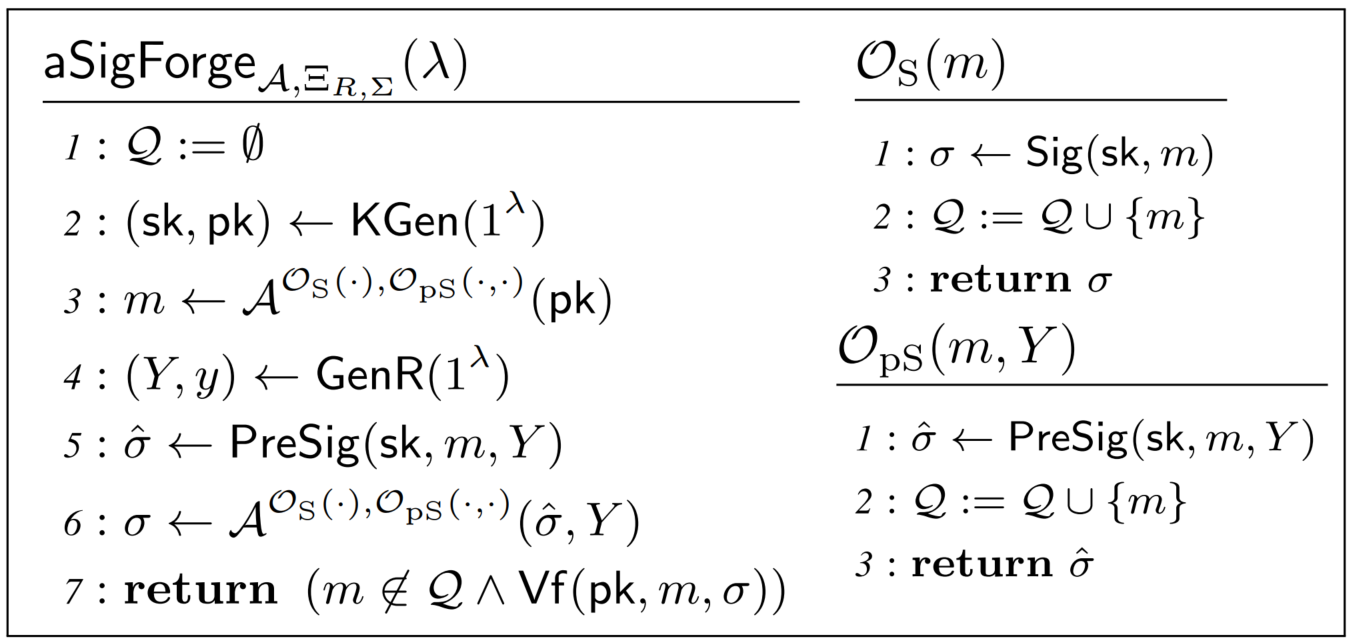 aSigForge_{𝒜,Ξ_{R,Σ}}(λ)
1 : 𝒬 := ∅
2 : (sk, pk) ← KGen(1^λ)
3 : m ← 𝒜^{𝒪_S(·),𝒪_pS(·,·)}(pk)
4 : (Y, y) ← GenR(1^λ)
5 : σ̂ ← PreSig(sk, m, Y)
6 : σ ← 𝒜^{𝒪_S(·),𝒪_pS(·,·)}(σ̂, Y)
7 : return (m ∉ 𝒬 ∧ Vf(pk, m, σ))
𝒪_S(m)
1 : σ ← Sig(sk, m)
2 : 𝒬 := 𝒬 ∪ {m}
3 : return σ
𝒪_pS(m, Y)
1 : σ̂ ← PreSig(sk, m, Y)
2 : 𝒬 := 𝒬 ∪ {m}
3 : return σ̂